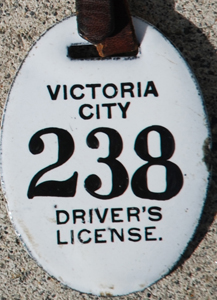 VICTORIA
CITY
238
DRIVER'S
LICENSE.